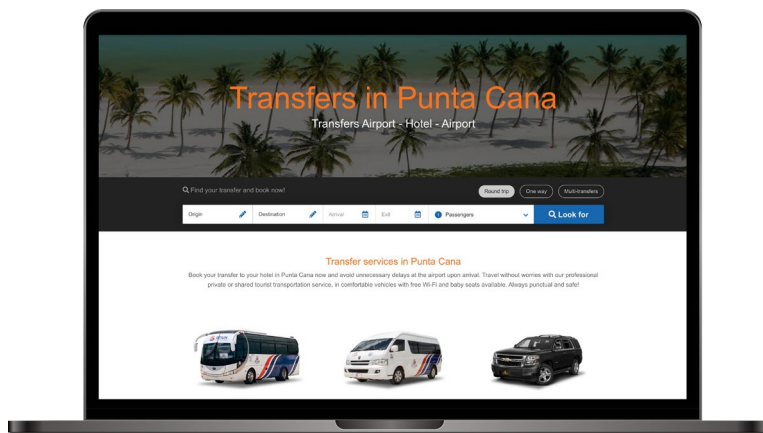 Transfers in Punta Cana
Transfers Airport - Hotel - Airport
Find your transfer and book now!
Round trip
One way
Multi-transfers
Origin
Destination
Arrival
Exit
Passengers
Look for
Transfer services in Punta Cana
Book your transfer to your hotel in Punta Cana now and avoid unnecessary delays at the airport upon arrival. Travel without worries with our professional
private or shared tourist transportation service, in comfortable vehicles with free Wi-Fi and baby seats available. Always punctual and safe!